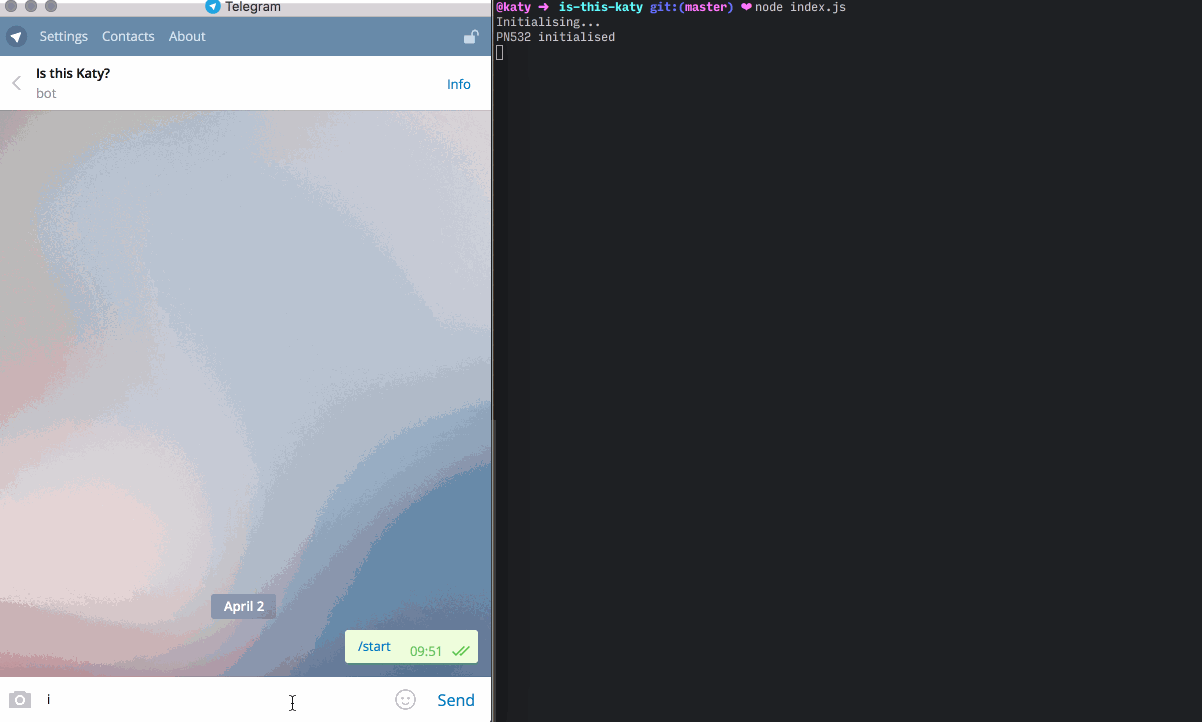 Telegram
Settings Contacts About
Is this Katy?
bot
Info
April 2
/start 09:51
i
Send
@katy ➜ is-this-katy git:(master) ❤ node index.js
Initialising...
PN532 initialised